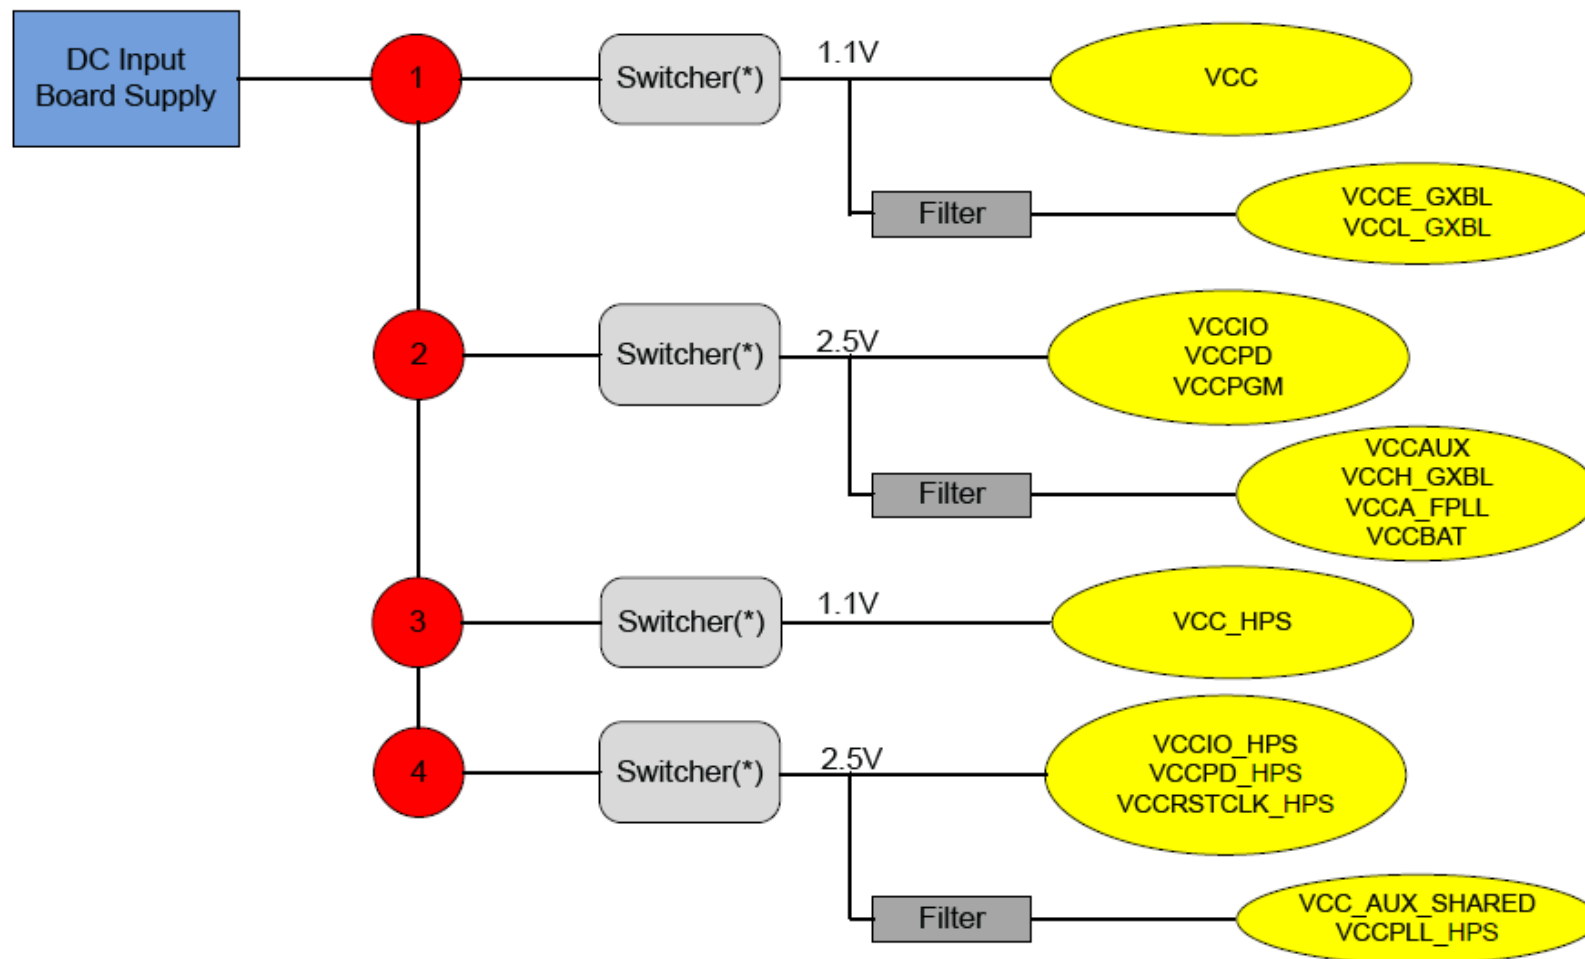 DC Input
Board Supply
1
Switcher(*)
1.1V
VCC
Filter
VCCE_GXBL
VCCL_GXBL
2
Switcher(*)
2.5V
VCCIO
VCCPD
VCCPGM
Filter
VCCAUX
VCCH_GXBL
VCCA_FPLL
VCCBAT
3
Switcher(*)
1.1V
VCC_HPS
4
Switcher(*)
2.5V
VCCIO_HPS
VCCPD_HPS
VCCRSTCLK_HPS
Filter
VCC_AUX_SHARED
VCCPLL_HPS